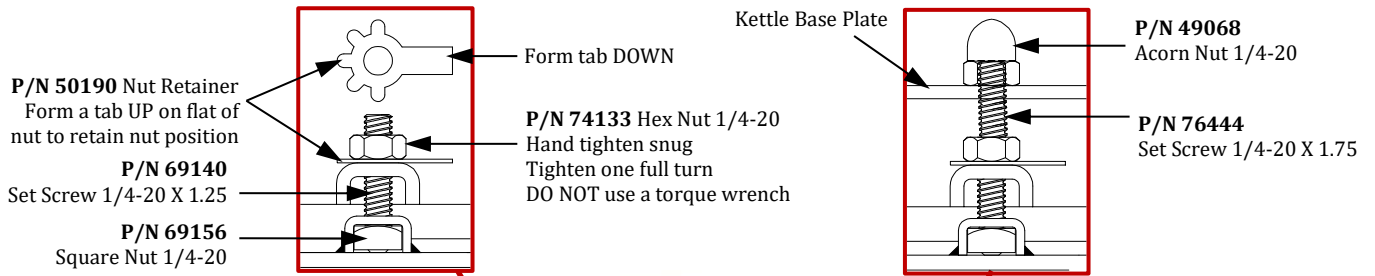 P/N 50190 Nut Retainer
Form a tab UP on flat of
nut to retain nut position
P/N 69140
Set Screw 1/4-20 X 1.25
P/N 69156
Square Nut 1/4-20
Form tab DOWN
P/N 74133 Hex Nut 1/4-20
Hand tighten snug
Tighten one full turn
DO NOT use a torque wrench
Kettle Base Plate
P/N 49068
Acorn Nut 1/4-20
P/N 76444
Set Screw 1/4-20 X 1.75